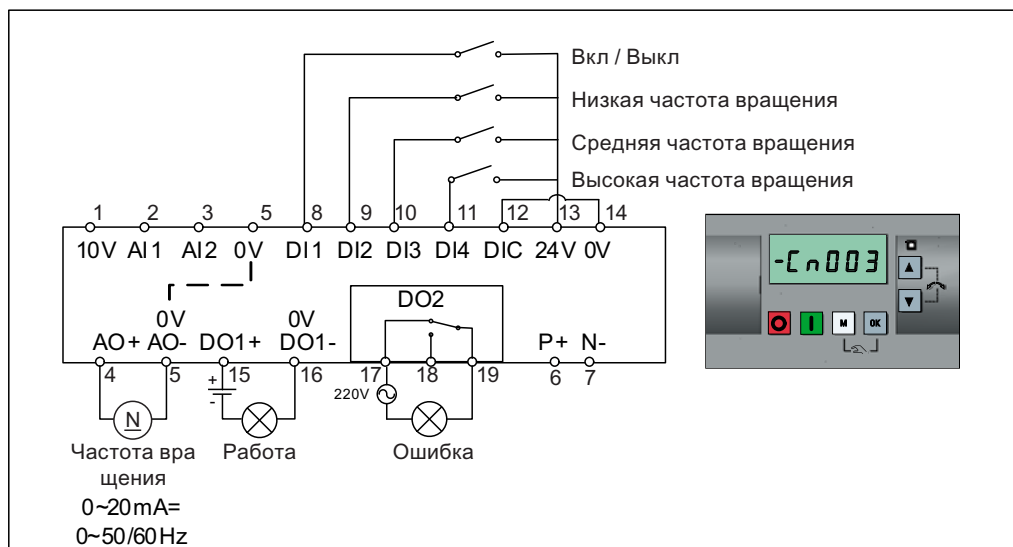 Вкл / Выкл
Низкая частота вращения
Средняя частота вращения
Высокая частота вращения
1 2 3 5 8 9 10 11 12 13 14
10V AI1 AI2 0V DI1 DI2 DI3 DI4 DIC 24V 0V
-Cn003
M OK
DO2
0V 0V
AO+ AO- DO1+ DO1- P+ N-
4 5 15 16 17 18 19 6 7
+
-
220V
N
Частота вра
щения
Работа
Ошибка
0~20mA=
0~50/60Hz